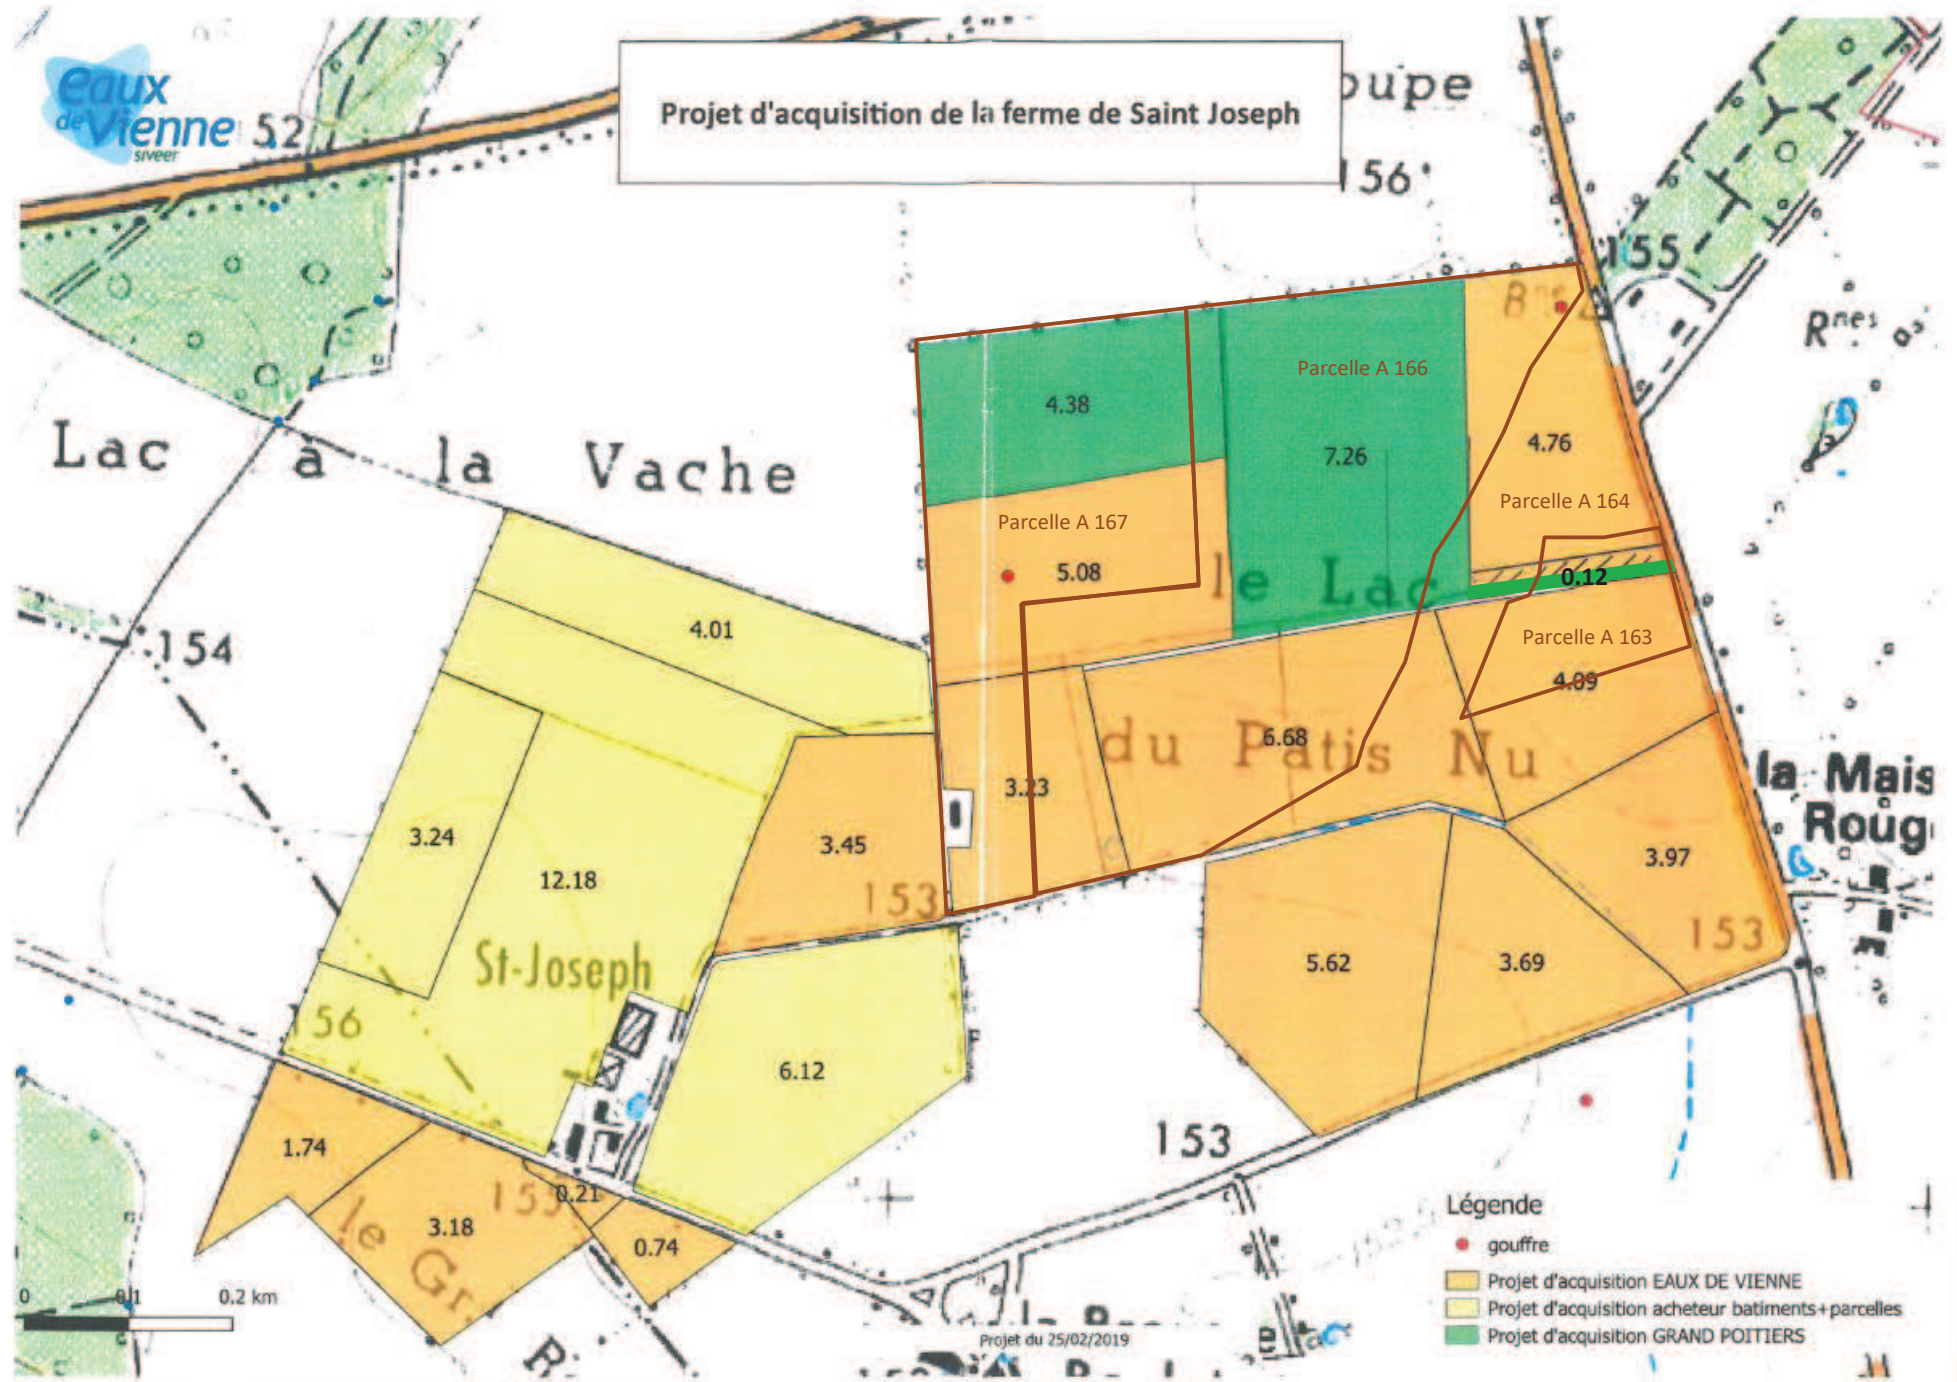 eaux
de Vienne
siveer
52
Projet d'acquisition de la ferme de Saint Joseph
oupe
156
155
Rnes
Parcelle A 166
4.38
7.26
4.76
Lac à la Vache
Parcelle A 164
Parcelle A 167
5.08
le Lac
0.12
4.01
154
Parcelle A 163
4.09
du Patis Nu
6.68
3.23
la Mais
Roug
3.24
12.18
3.45
3.97
153
153
St-Joseph
5.62
3.69
156
6.12
153
1.74
155
0.21
3.18
0.74
le Gr
Légende
gouffre
Projet d'acquisition EAUX DE VIENNE
Projet d'acquisition acheteur batiments+parcelles
Projet d'acquisition GRAND POITIERS
0 0.1 0.2 km
Projet du 25/02/2019